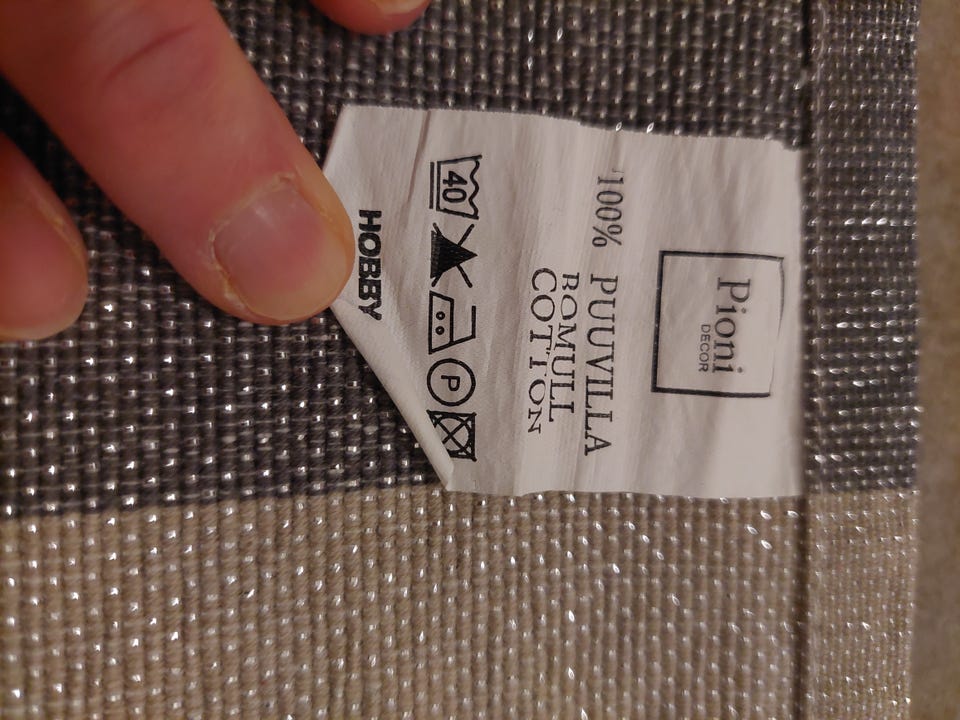 Pioni
DECOR
100% PUUVILLA
BOMULL
COTTON
40
P
HOBBY